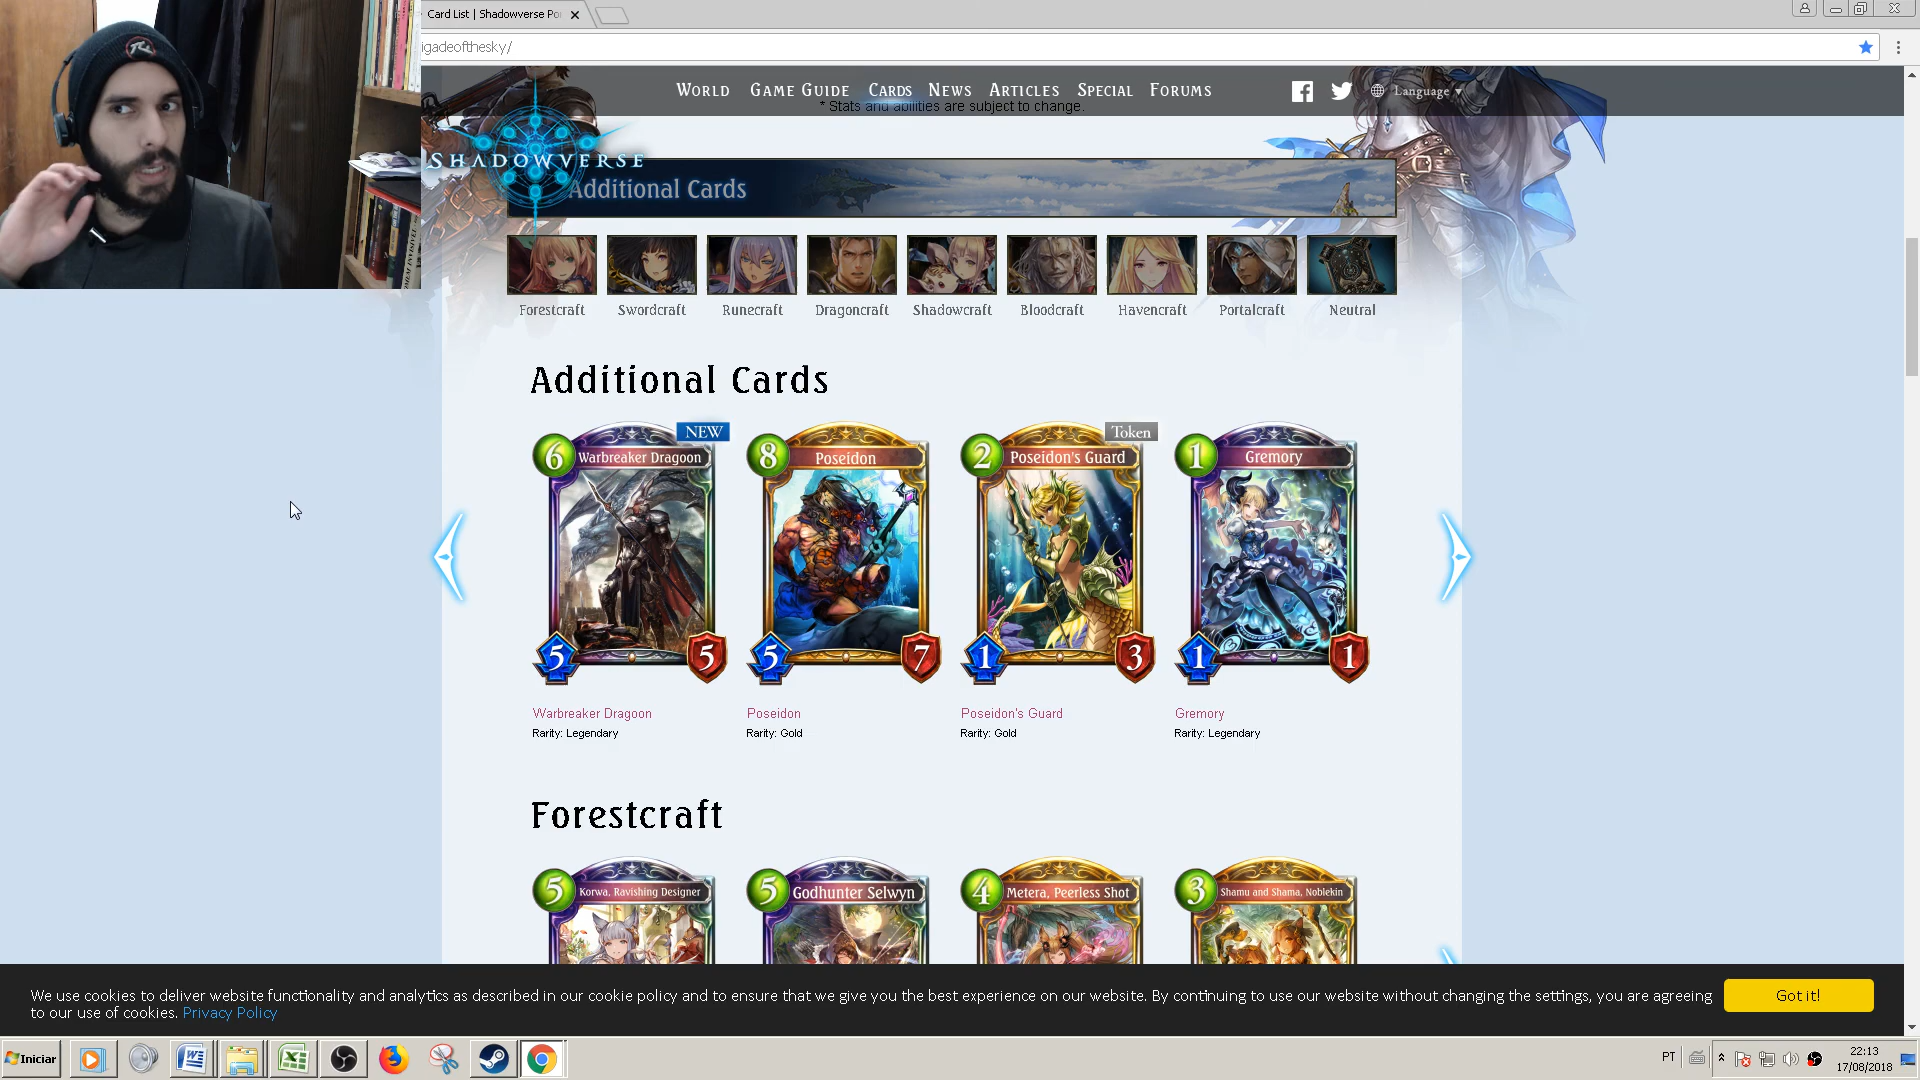 Card List | Shadowverse Po
igadeofthesky/
World Game Guide Cards News Articles Special Forums Language
* Stats and abilities are subject to change.
SHADOWVERSE
Additional Cards
Forestcraft Swordcraft Runecraft Dragoncraft Shadowcraft Bloodcraft Havencraft Portalcraft Neutral
Additional Cards
NEW
Token
6 Warbreaker Dragoon
8 Poseidon
2 Poseidon's Guard
1 Gremory
5 5
5 7
1 3
1 1
Warbreaker Dragoon Poseidon Poseidon's Guard Gremory
Rarity: Legendary Rarity: Gold Rarity: Gold Rarity: Legendary
Forestcraft
5 Korwa, Ravishing Designer
5 Godhunter Selwyn
4 Metera, Peerless Shot
3 Shamu and Shama, Noblekin
We use cookies to deliver website functionality and analytics as described in our cookie policy and to ensure that we give you the best experience on our website. By continuing to use our website without changing the settings, you are agreeing
to our use of cookies. Privacy Policy
Got it!
Iniciar
PT
22:13
17/08/2018